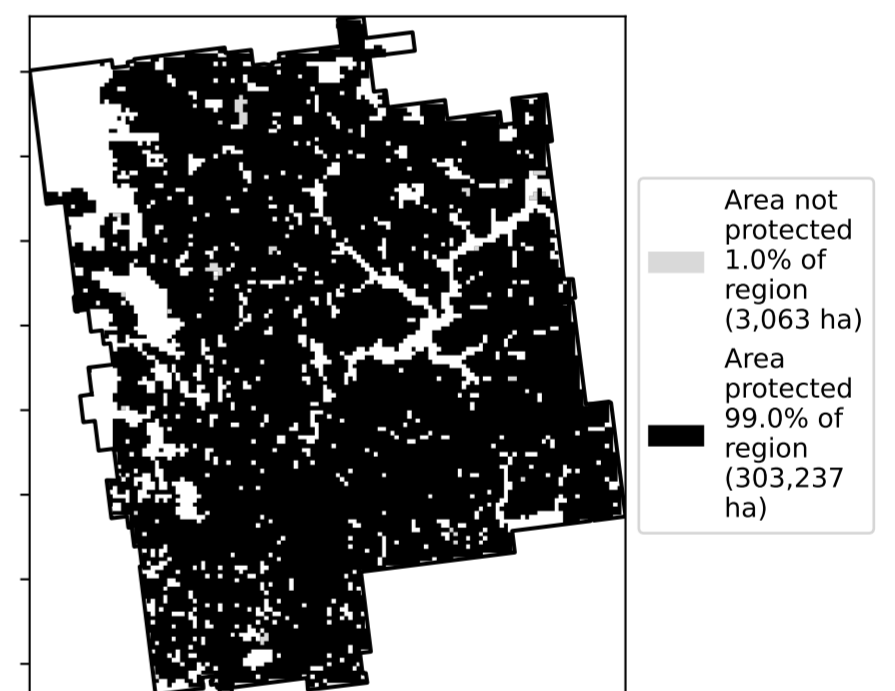 Area not
protected
1.0% of
region
(3,063 ha)
Area
protected
99.0% of
region
(303,237
ha)